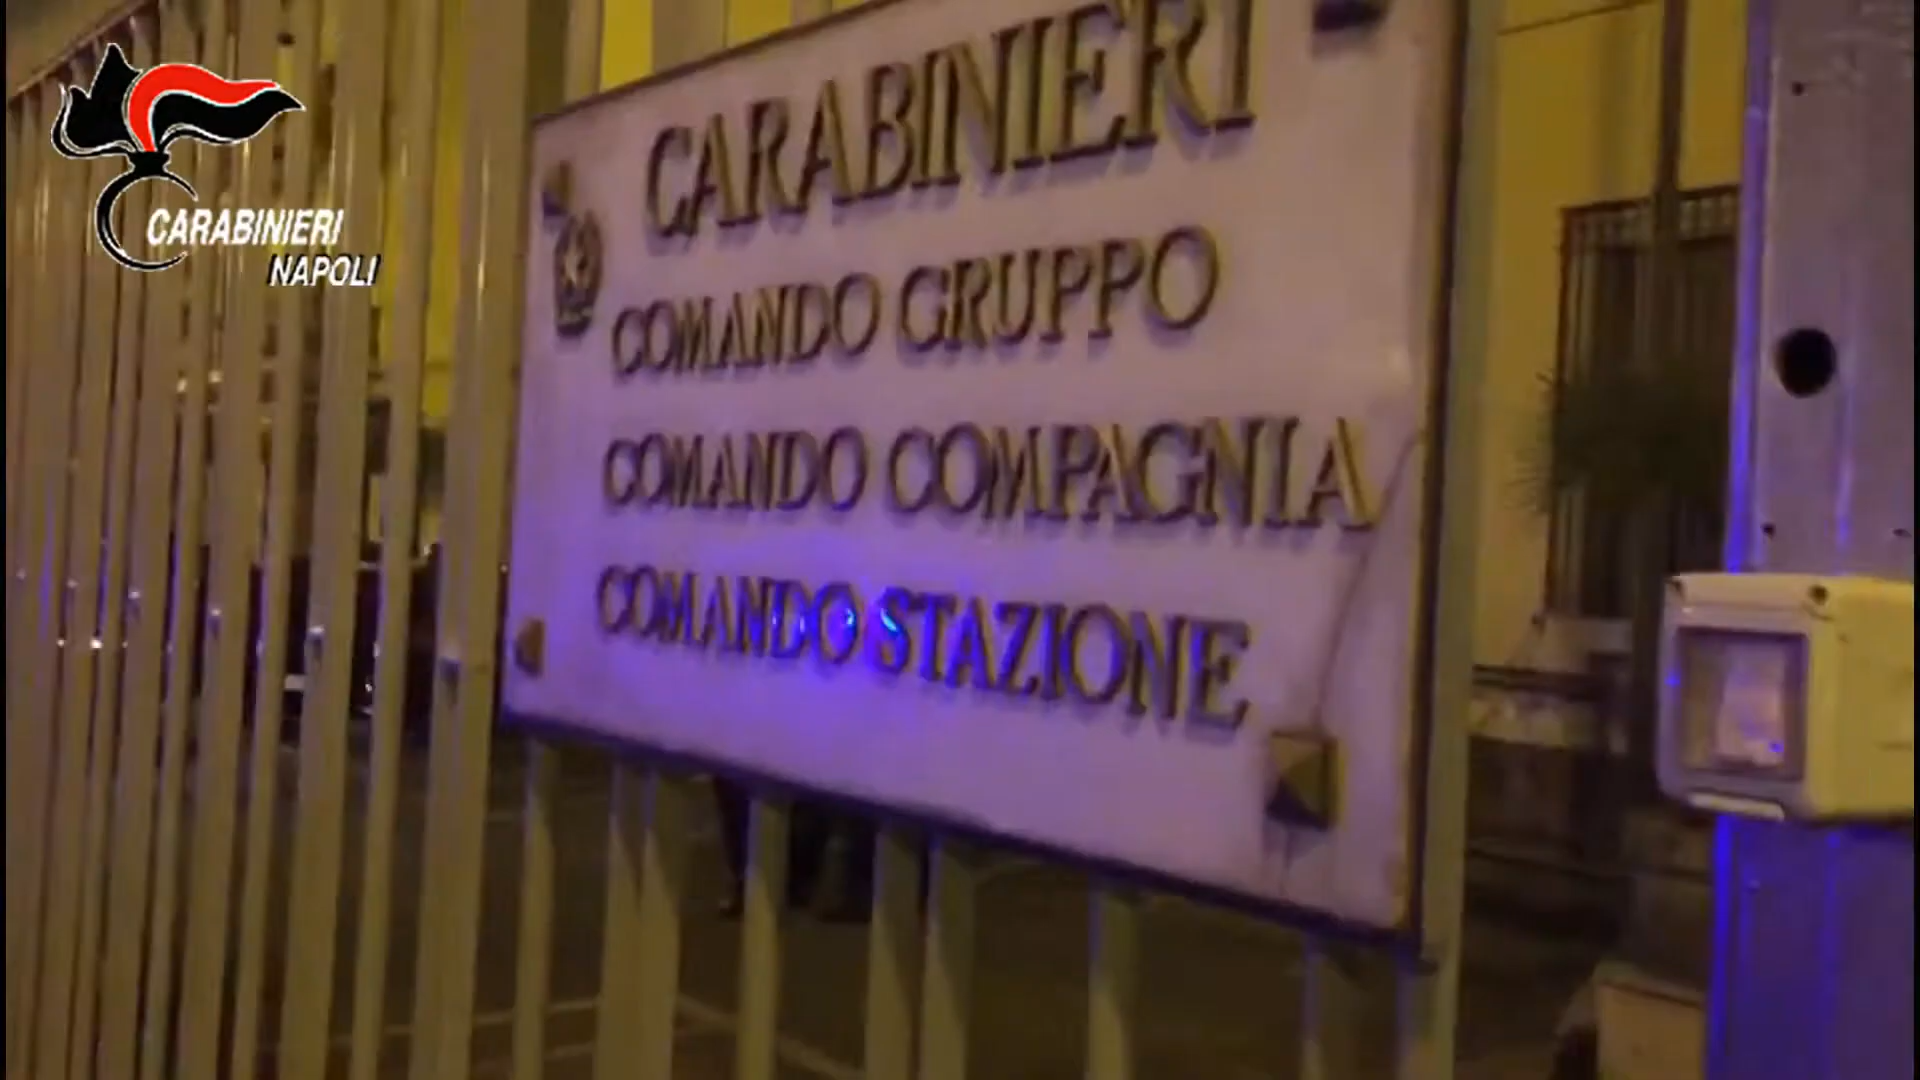 CARABINIERI
NAPOLI
CARABINIERI
COMANDO GRUPPO
COMANDO COMPAGNIA
COMANDO STAZIONE